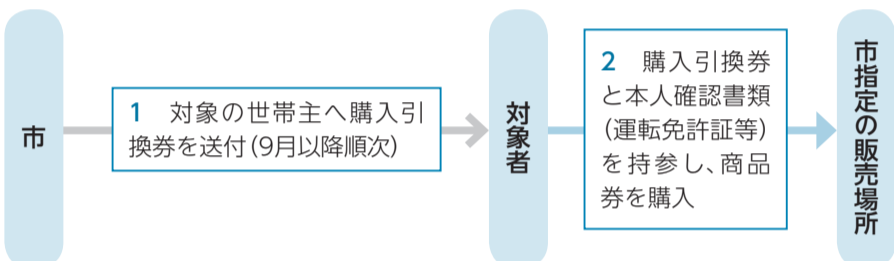 市
1　対象の世帯主へ購入引
換券を送付(9月以降順次)
対象者
2　購入引換券
と本人確認書類
(運転免許証等)
を持参し、商品
券を購入
市指定の販売場所